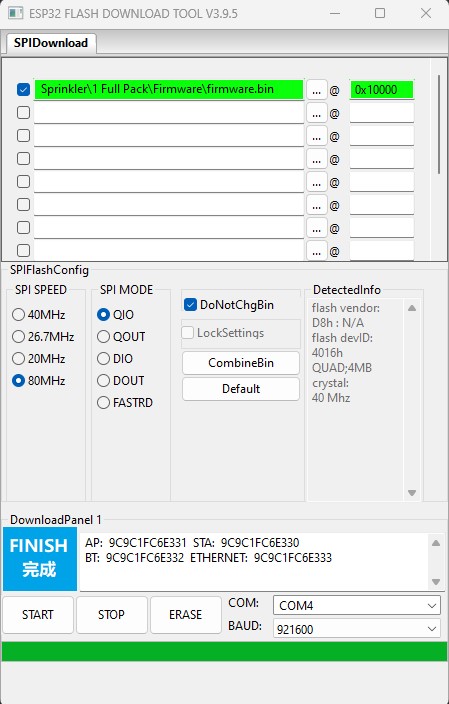 ESP32 FLASH DOWNLOAD TOOL V3.9.5
SPIDownload
Sprinkler\1 Full Pack\Firmware\firmware.bin ... @ 0x10000
... @
... @
... @
... @
... @
... @
... @
SPIFlashConfig
SPI SPEED
40MHz
26.7MHz
20MHz
80MHz
SPI MODE
QIO
QOUT
DIO
DOUT
FASTRD
DoNotChgBin
LockSettings
CombineBin
Default
DetectedInfo
flash vendor:
D8h : N/A
flash devID:
4016h
QUAD;4MB
crystal:
40 Mhz
DownloadPanel 1
FINISH
完成
AP: 9C9C1FC6E331 STA: 9C9C1FC6E330
BT: 9C9C1FC6E332 ETHERNET: 9C9C1FC6E333
START
STOP
ERASE
COM: COM4
BAUD: 921600